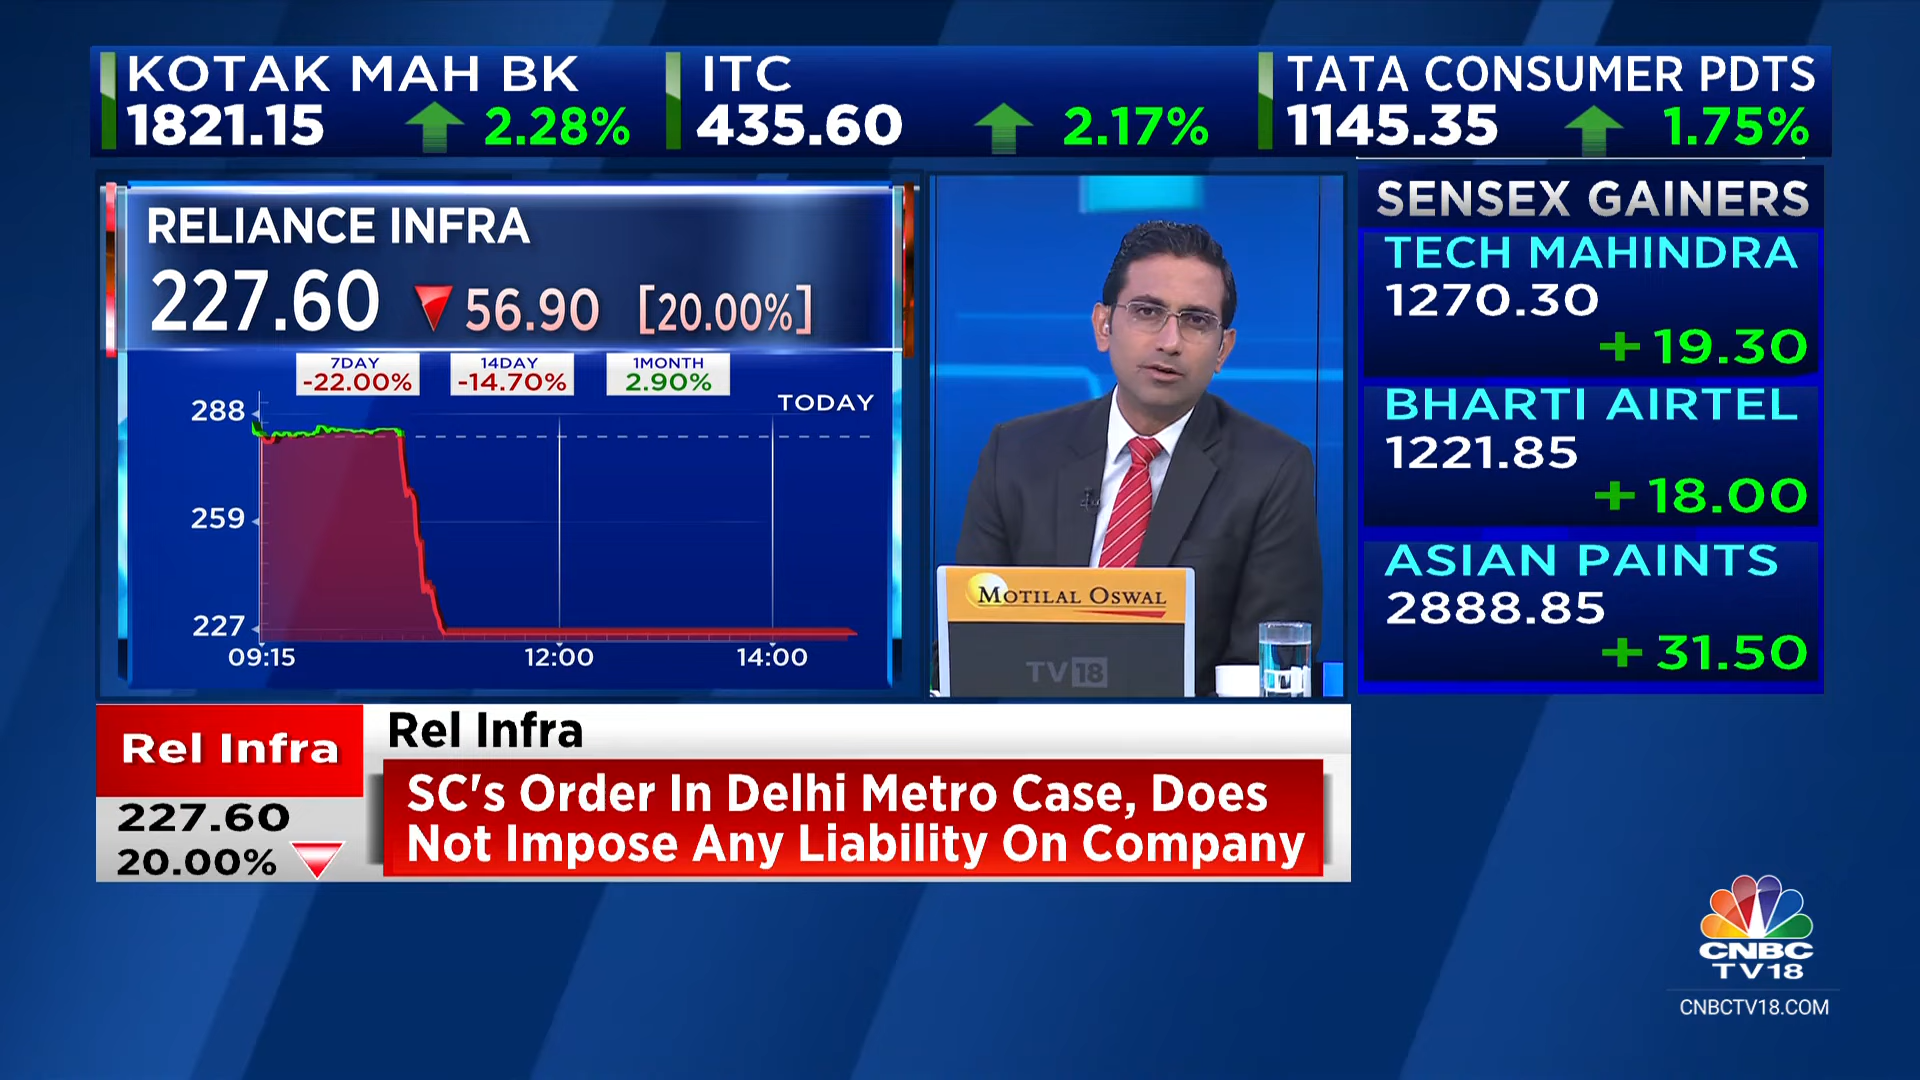 KOTAK MAH BK
1821.15 2.28%
ITC
435.60 2.17%
TATA CONSUMER PDTS
1145.35 1.75%
RELIANCE INFRA
227.60 56.90 [20.00%]
7DAY
-22.00%
14DAY
-14.70%
1MONTH
2.90%
TODAY
288
259
227
09:15 12:00 14:00
MOTILAL OSWAL
TV18
SENSEX GAINERS
TECH MAHINDRA
1270.30
+19.30
BHARTI AIRTEL
1221.85
+18.00
ASIAN PAINTS
2888.85
+31.50
Rel Infra
227.60
20.00%
Rel Infra
SC's Order In Delhi Metro Case, Does
Not Impose Any Liability On Company
CNBC
TV18
CNBCTV18.COM